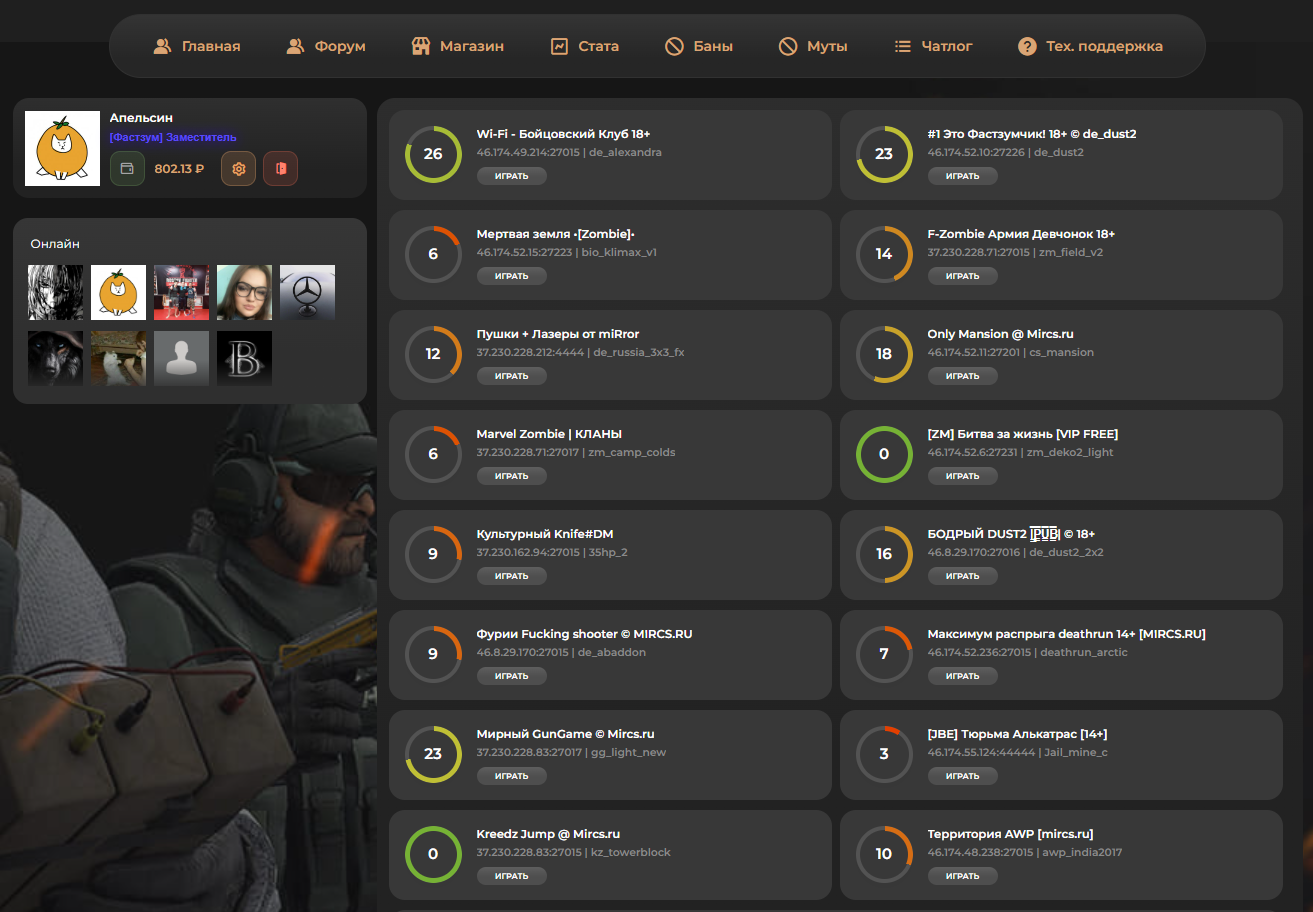 Главная
Форум
Магазин
Стата
Баны
Муты
Чатлог
Тех. поддержка
Апельсин
[Фастзум] Заместитель
802.13 ₽
Онлайн
26
Wi-Fi - Бойцовский Клуб 18+
46.174.49.214:27015 | de_alexandra
ИГРАТЬ
23
#1 Это Фастзумчик! 18+ © de_dust2
46.174.52.10:27226 | de_dust2
ИГРАТЬ
6
Мертвая земля •[Zombie]•
46.174.52.15:27223 | bio_klimax_v1
ИГРАТЬ
14
F-Zombie Армия Девчонок 18+
37.230.228.71:27015 | zm_field_v2
ИГРАТЬ
12
Пушки + Лазеры от miRror
37.230.228.212:4444 | de_russia_3x3_fx
ИГРАТЬ
18
Only Mansion @ Mircs.ru
46.174.52.11:27201 | cs_mansion
ИГРАТЬ
6
Marvel Zombie | КЛАНЫ
37.230.228.71:27017 | zm_camp_colds
ИГРАТЬ
0
[ZM] Битва за жизнь [VIP FREE]
46.174.52.6:27231 | zm_deko2_light
ИГРАТЬ
9
Культурный Knife#DM
37.230.162.94:27015 | 35hp_2
ИГРАТЬ
16
БОДРЫЙ DUST2 |PUB| © 18+
46.8.29.170:27016 | de_dust2_2x2
ИГРАТЬ
9
Фурии Fucking shooter © MIRCS.RU
46.8.29.170:27015 | de_abaddon
ИГРАТЬ
7
Максимум распрыга deathrun 14+ [MIRCS.RU]
46.174.52.236:27015 | deathrun_arctic
ИГРАТЬ
23
Мирный GunGame © Mircs.ru
37.230.228.83:27017 | gg_light_new
ИГРАТЬ
3
[JBE] Тюрьма Алькатрас [14+]
46.174.55.124:44444 | Jail_mine_c
ИГРАТЬ
0
Kreedz Jump @ Mircs.ru
37.230.228.83:27015 | kz_towerblock
ИГРАТЬ
10
Территория AWP [mircs.ru]
46.174.48.238:27015 | awp_india2017
ИГРАТЬ